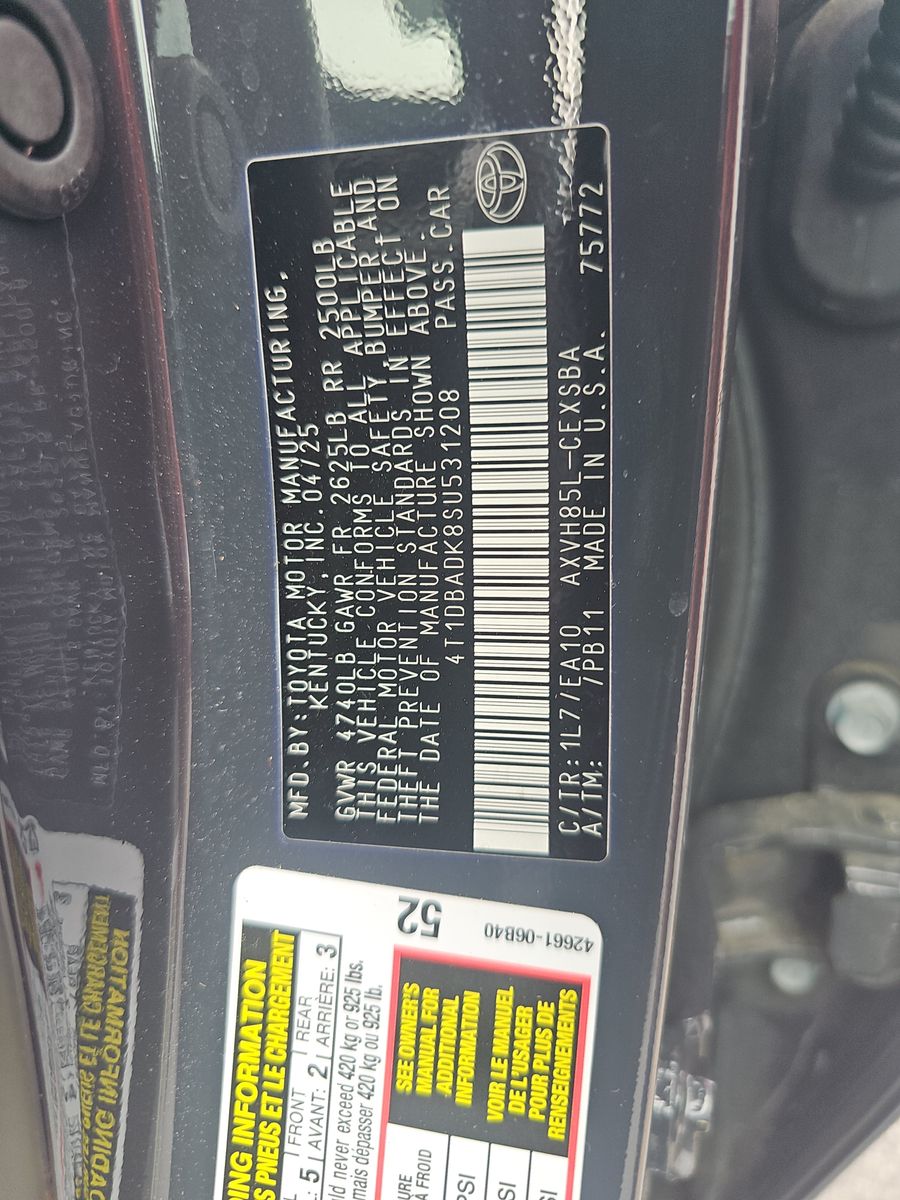 MFD.BY:TOYOTA MOTOR MANUFACTURING,
KENTUCKY,INC.04/25
GVWR 4740LB GAWR FR 2625LB RR 2500LB
THIS VEHICLE CONFORMS TO ALL APPLICABLE
FEDERAL MOTOR VEHICLE SAFETY,BUMPER AND
THEFT PREVENTION STANDARDS IN EFFECT ON
THE DATE OF MANUFACTURE SHOWN ABOVE.
4T1DBADK8SU531208 PASS.CAR
C/TR:1L7/EA10 AXVH85L-CEXSBA
A/TM: /PB11 MADE IN U.S.A. 75772
INFORMATION
PNEUS ET LE CHARGEMENT
5 FRONT 2 REAR 3
AVANT: ARRIÈRE:
never exceed 420 kg or 925 lbs.
mais dépasser 420 kg ou 925 lb.
SEE OWNER'S
MANUAL FOR
ADDITIONAL
INFORMATION
VOIR LE MANUEL
DE L'USAGER
POUR PLUS DE
RENSEIGNEMENTS
À FROID
PSI
52
42661-06B40